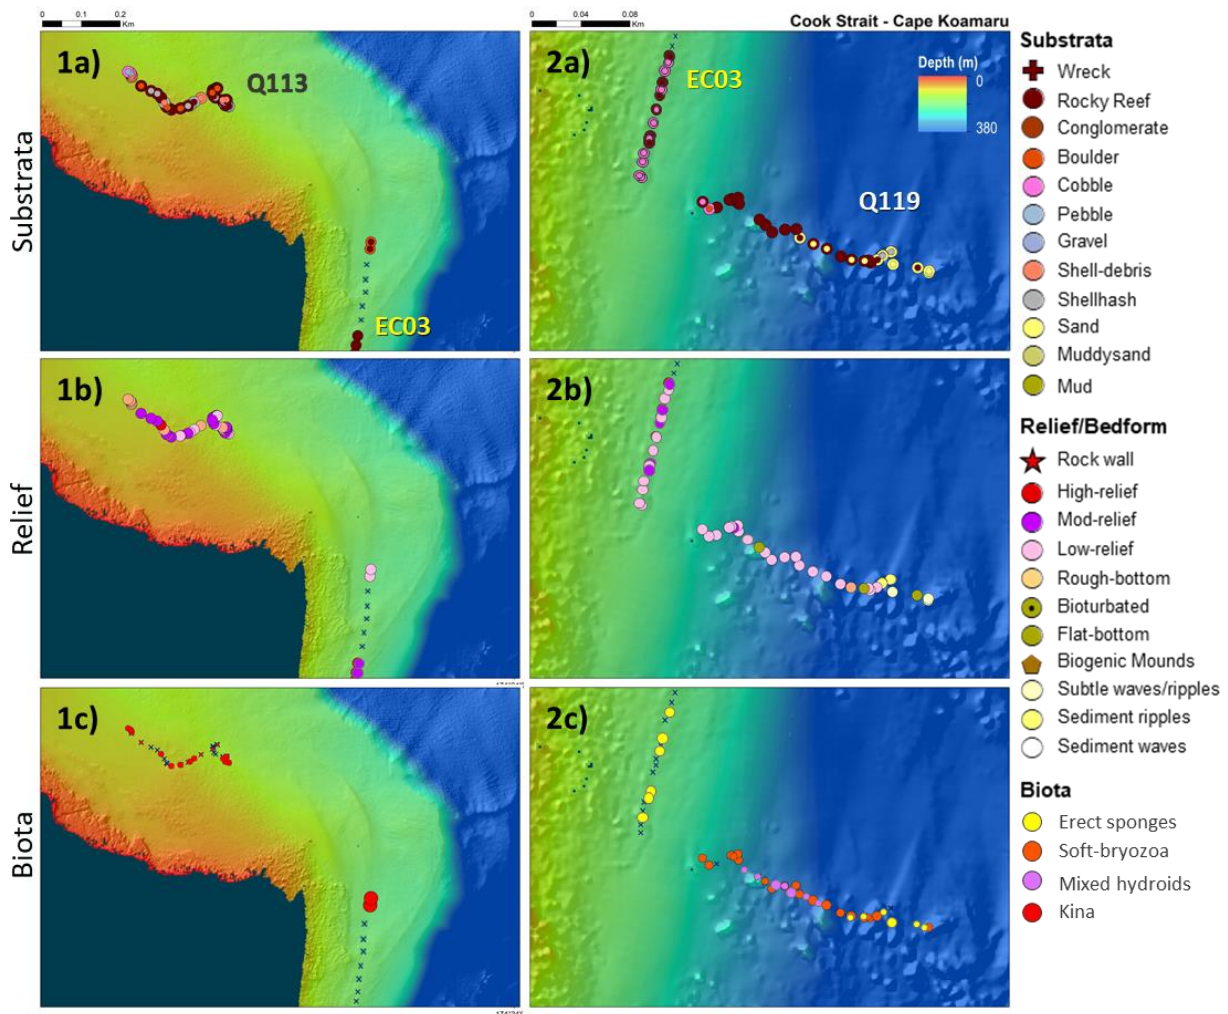 0 0.1 0.2
Km
0 0.04 0.08
Km
Cook Strait - Cape Koamaru
Substrata
1a)
Q113
EC03
2a)
EC03
Q119
Depth (m)
0
380
Relief
1b)
2b)
Biota
1c)
2c)
Substrata
Wreck
Rocky Reef
Conglomerate
Boulder
Cobble
Pebble
Gravel
Shell-debris
Shellhash
Sand
Muddysand
Mud
Relief/Bedform
Rock wall
High-relief
Mod-relief
Low-relief
Rough-bottom
Bioturbated
Flat-bottom
Biogenic Mounds
Subtle waves/ripples
Sediment ripples
Sediment waves
Biota
Erect sponges
Soft-bryozoa
Mixed hydroids
Kina